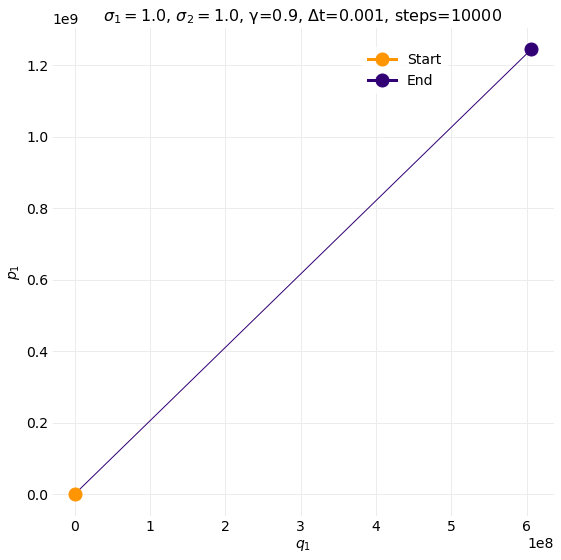 σ₁ = 1.0, σ₂ = 1.0, γ=0.9, Δt=0.001, steps=10000
1e9
Start
End
1.2
1.0
0.8
0.6
0.4
0.2
0.0
p₁
0 1 2 3 4 5 6
1e8
q₁